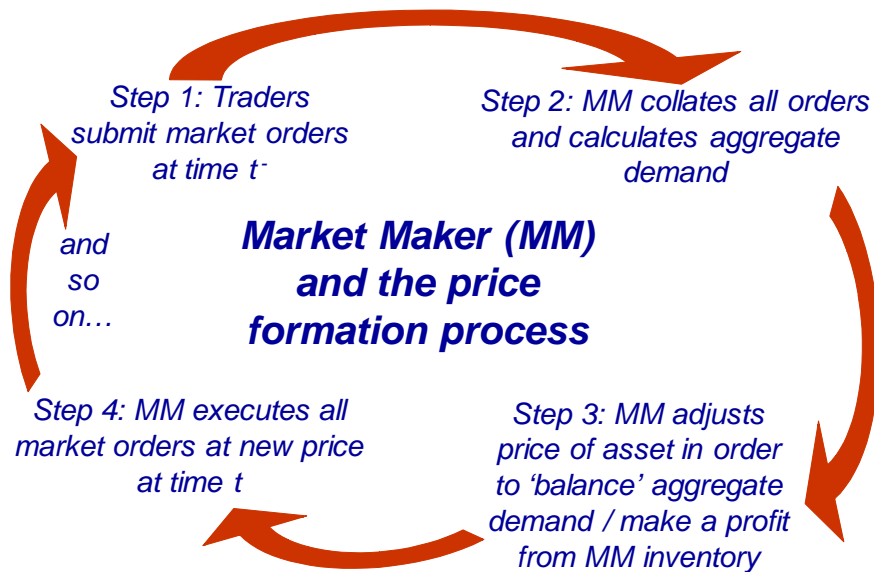 Step 1: Traders
submit market orders
at time t-
Step 2: MM collates all orders
and calculates aggregate
demand
Market Maker (MM)
and the price
formation process
and
so
on…
Step 4: MM executes all
market orders at new price
at time t
Step 3: MM adjusts
price of asset in order
to ‘balance’ aggregate
demand / make a profit
from MM inventory